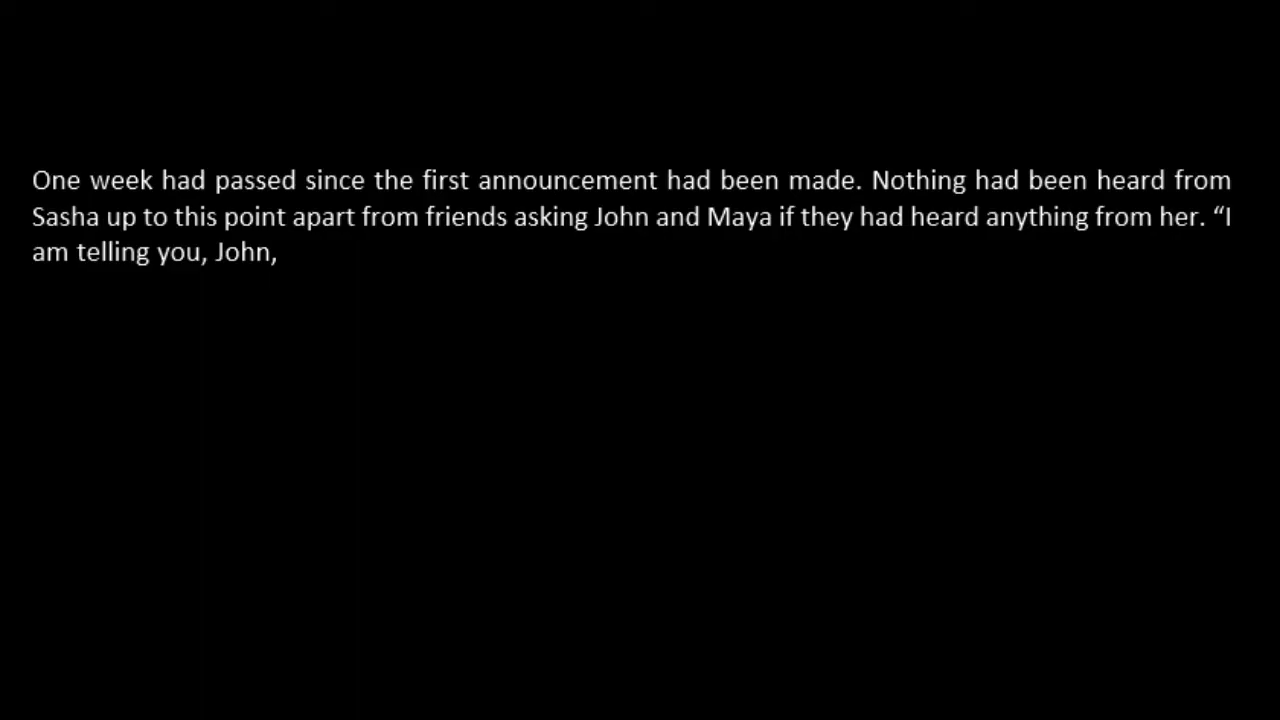 One week had passed since the first announcement had been made. Nothing had been heard from
Sasha up to this point apart from friends asking John and Maya if they had heard anything from her. “I
am telling you, John,